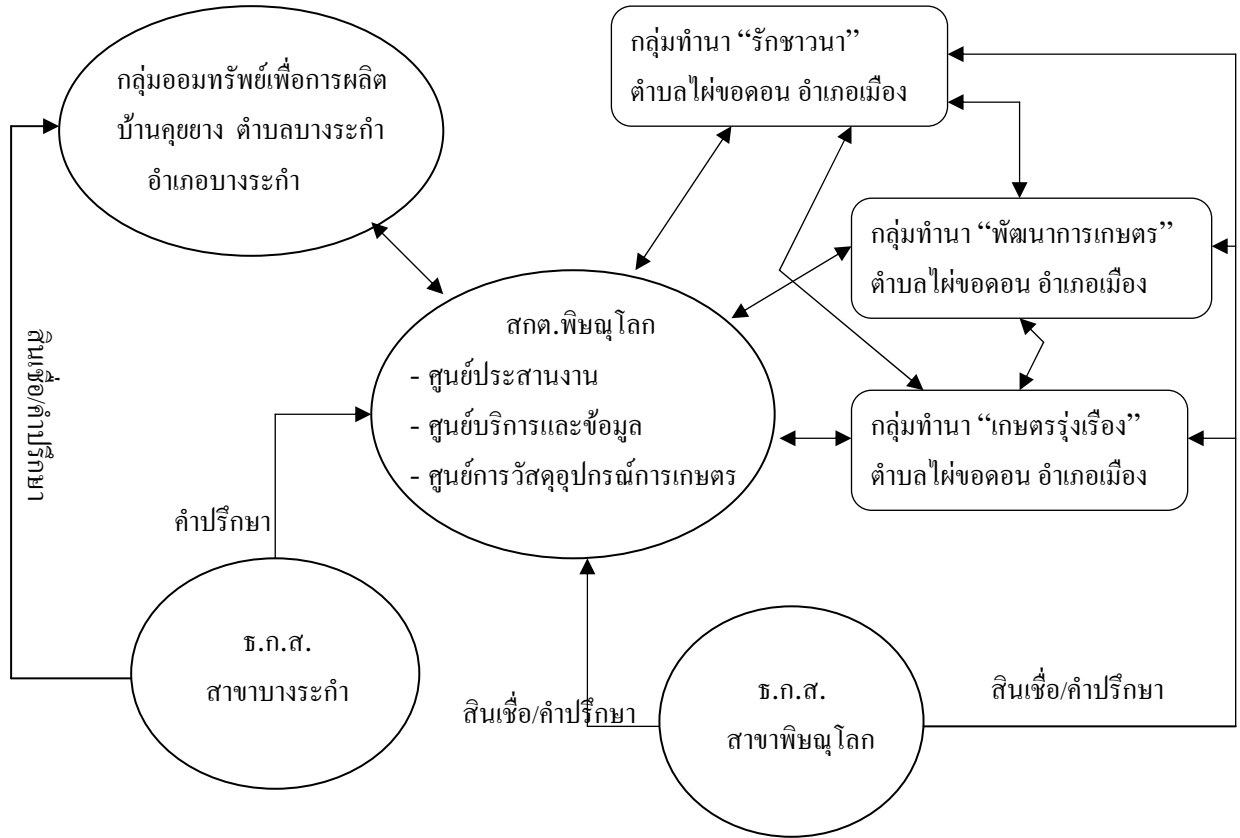 กลุ่มออมทรัพย์เพื่อการผลิต
บ้านคุยยาง ตำบลบางระกำ
อำเภอบางระกำ
กลุ่มทำนา “รักชาวนา”
ตำบลไผ่ขอดอน อำเภอเมือง
กลุ่มทำนา “พัฒนาการเกษตร”
ตำบลไผ่ขอดอน อำเภอเมือง
สกต.พิษณุโลก
- ศูนย์ประสานงาน
- ศูนย์บริการและข้อมูล
- ศูนย์การวัสดุอุปกรณ์การเกษตร
กลุ่มทำนา “เกษตรรุ่งเรือง”
ตำบลไผ่ขอดอน อำเภอเมือง
สินเชื่อ/คำปรึกษา
คำปรึกษา
ธ.ก.ส.
สาขาบางระกำ
สินเชื่อ/คำปรึกษา
ธ.ก.ส.
สาขาพิษณุโลก
สินเชื่อ/คำปรึกษา